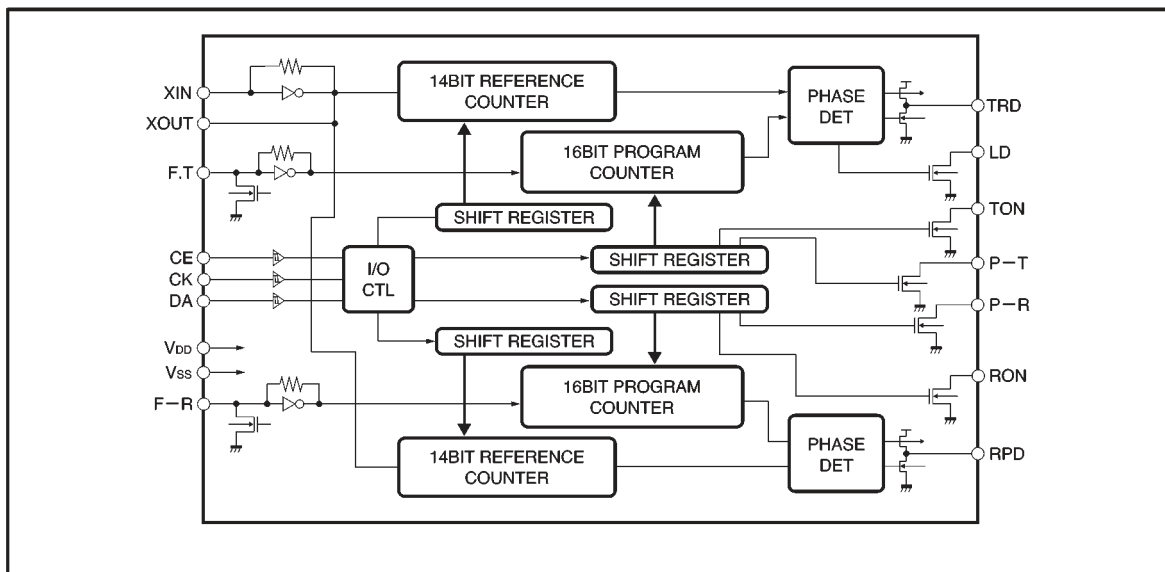 XIN
XOUT
F.T
CE
CK
DA
VDD
VSS
F－R
14BIT REFERENCE
COUNTER
16BIT PROGRAM
COUNTER
SHIFT REGISTER
I/O
CTL
SHIFT REGISTER
SHIFT REGISTER
SHIFT REGISTER
16BIT PROGRAM
COUNTER
14BIT REFERENCE
COUNTER
PHASE
DET
PHASE
DET
TRD
LD
TON
P－T
P－R
RON
RPD